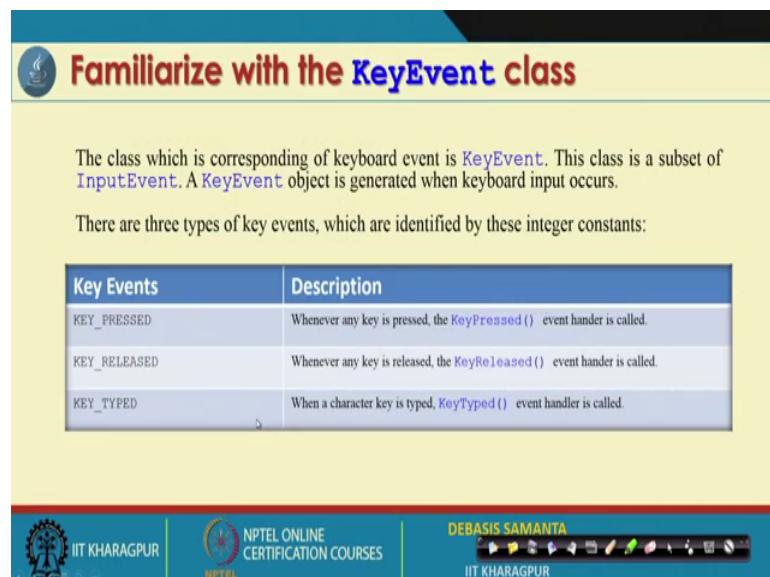 Familiarize with the KeyEvent class
The class which is corresponding of keyboard event is KeyEvent. This class is a subset of
InputEvent. A KeyEvent object is generated when keyboard input occurs.
There are three types of key events, which are identified by these integer constants:
Key Events Description
KEY_PRESSED Whenever any key is pressed, the KeyPressed() event hander is called.
KEY_RELEASED Whenever any key is released, the KeyReleased() event hander is called.
KEY_TYPED When a character key is typed, KeyTyped() event handler is called.
IIT KHARAGPUR
NPTEL ONLINE
CERTIFICATION COURSES
NPTEL
DEBASIS SAMANTA
IIT KHARAGPUR